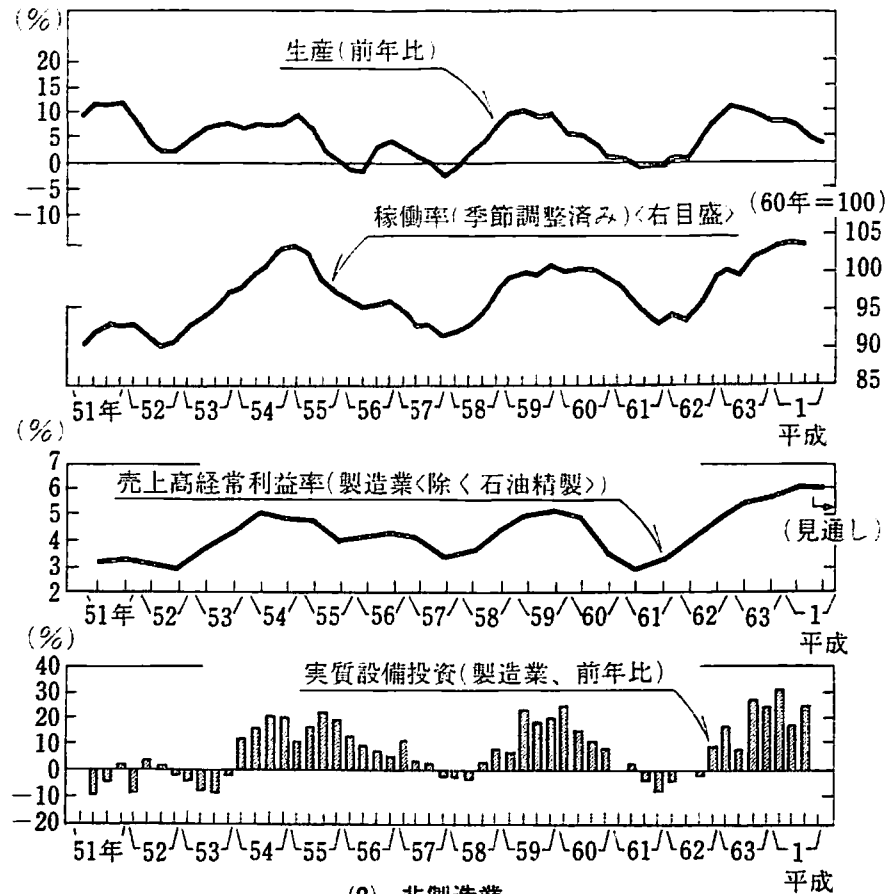 (%)
20
15
10
5
0
−5
−10
生産(前年比)
稼働率(季節調整済み)<右目盛>
(60年=100)
105
100
95
90
85
51年 52 53 54 55 56 57 58 59 60 61 62 63 1
平成
(%)
7
6
5
4
3
2
売上高経常利益率(製造業<除く石油精製>)
(見通し)
51年 52 53 54 55 56 57 58 59 60 61 62 63 1
平成
(%)
40
30
20
10
0
−10
−20
実質設備投資(製造業、前年比)
51年 52 53 54 55 56 57 58 59 60 61 62 63 1
平成
(2) 非製造業